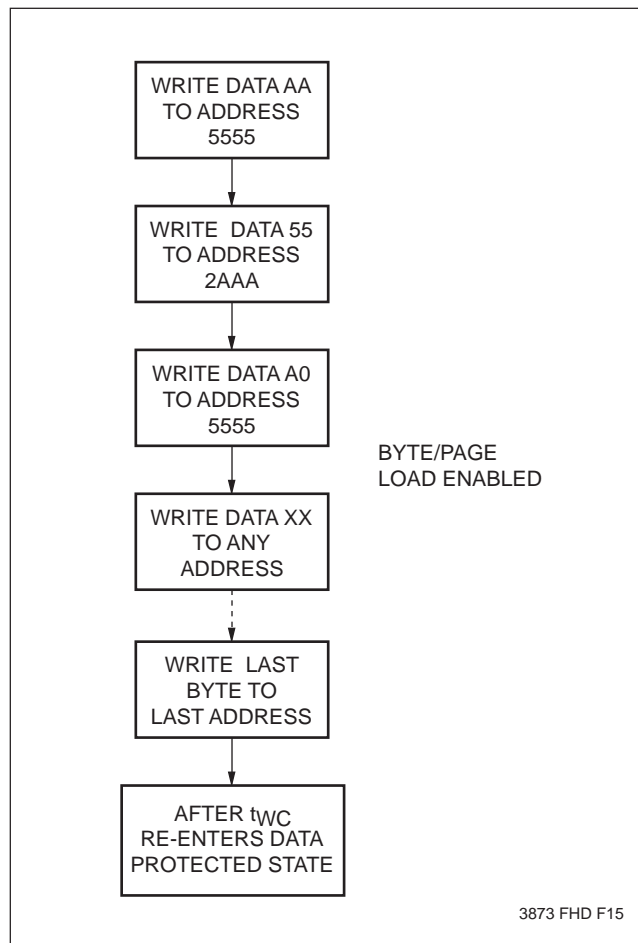 WRITE DATA AA
TO ADDRESS
5555
WRITE DATA 55
TO ADDRESS
2AAA
WRITE DATA A0
TO ADDRESS
5555
BYTE/PAGE
LOAD ENABLED
WRITE DATA XX
TO ANY
ADDRESS
WRITE LAST
BYTE TO
LAST ADDRESS
AFTER tWC
RE-ENTERS DATA
PROTECTED STATE
3873 FHD F15